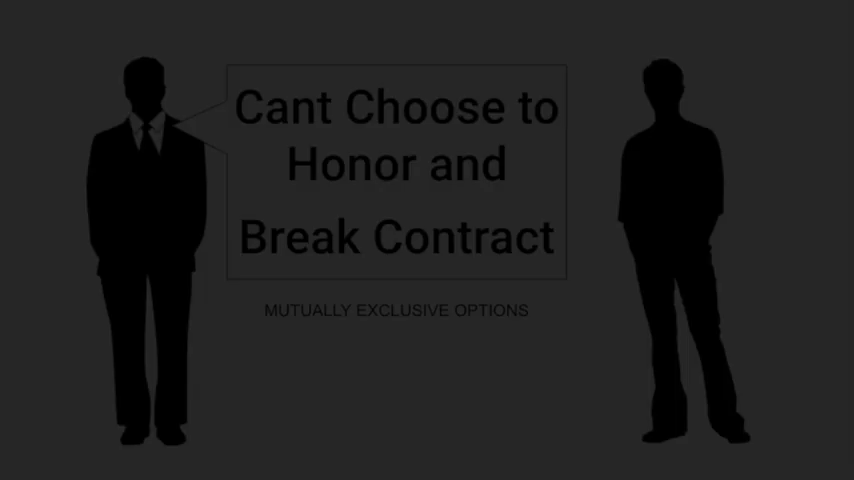 Cant Choose to
Honor and
Break Contract
MUTUALLY EXCLUSIVE OPTIONS